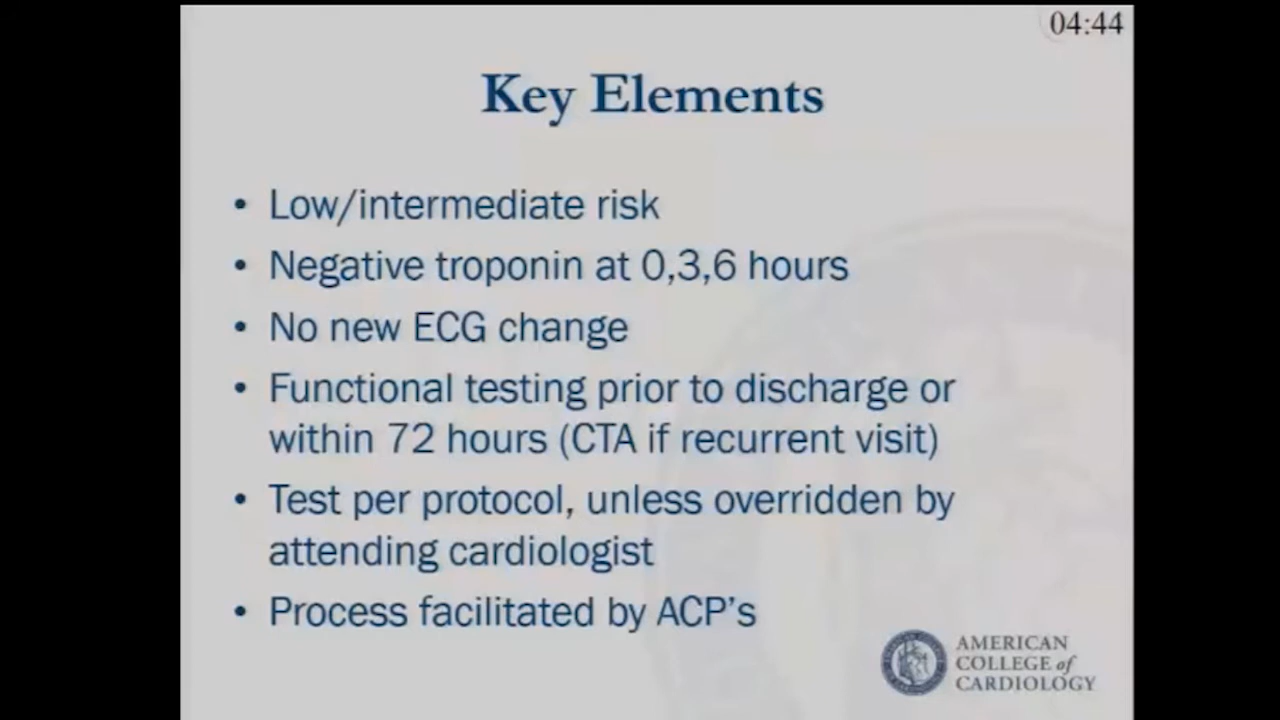 04:44
Key Elements
• Low/intermediate risk
• Negative troponin at 0,3,6 hours
• No new ECG change
• Functional testing prior to discharge or
within 72 hours (CTA if recurrent visit)
• Test per protocol, unless overridden by
attending cardiologist
• Process facilitated by ACP's
AMERICAN
COLLEGE of
CARDIOLOGY